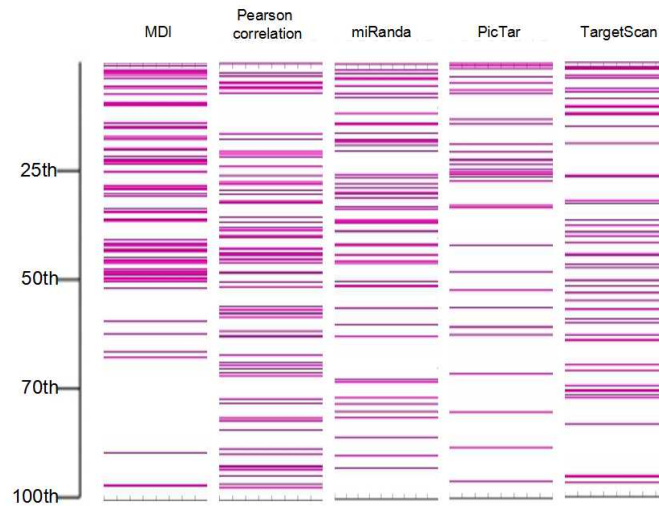 MDI
Pearson
correlation
miRanda
PicTar
TargetScan
25th
50th
70th
100th